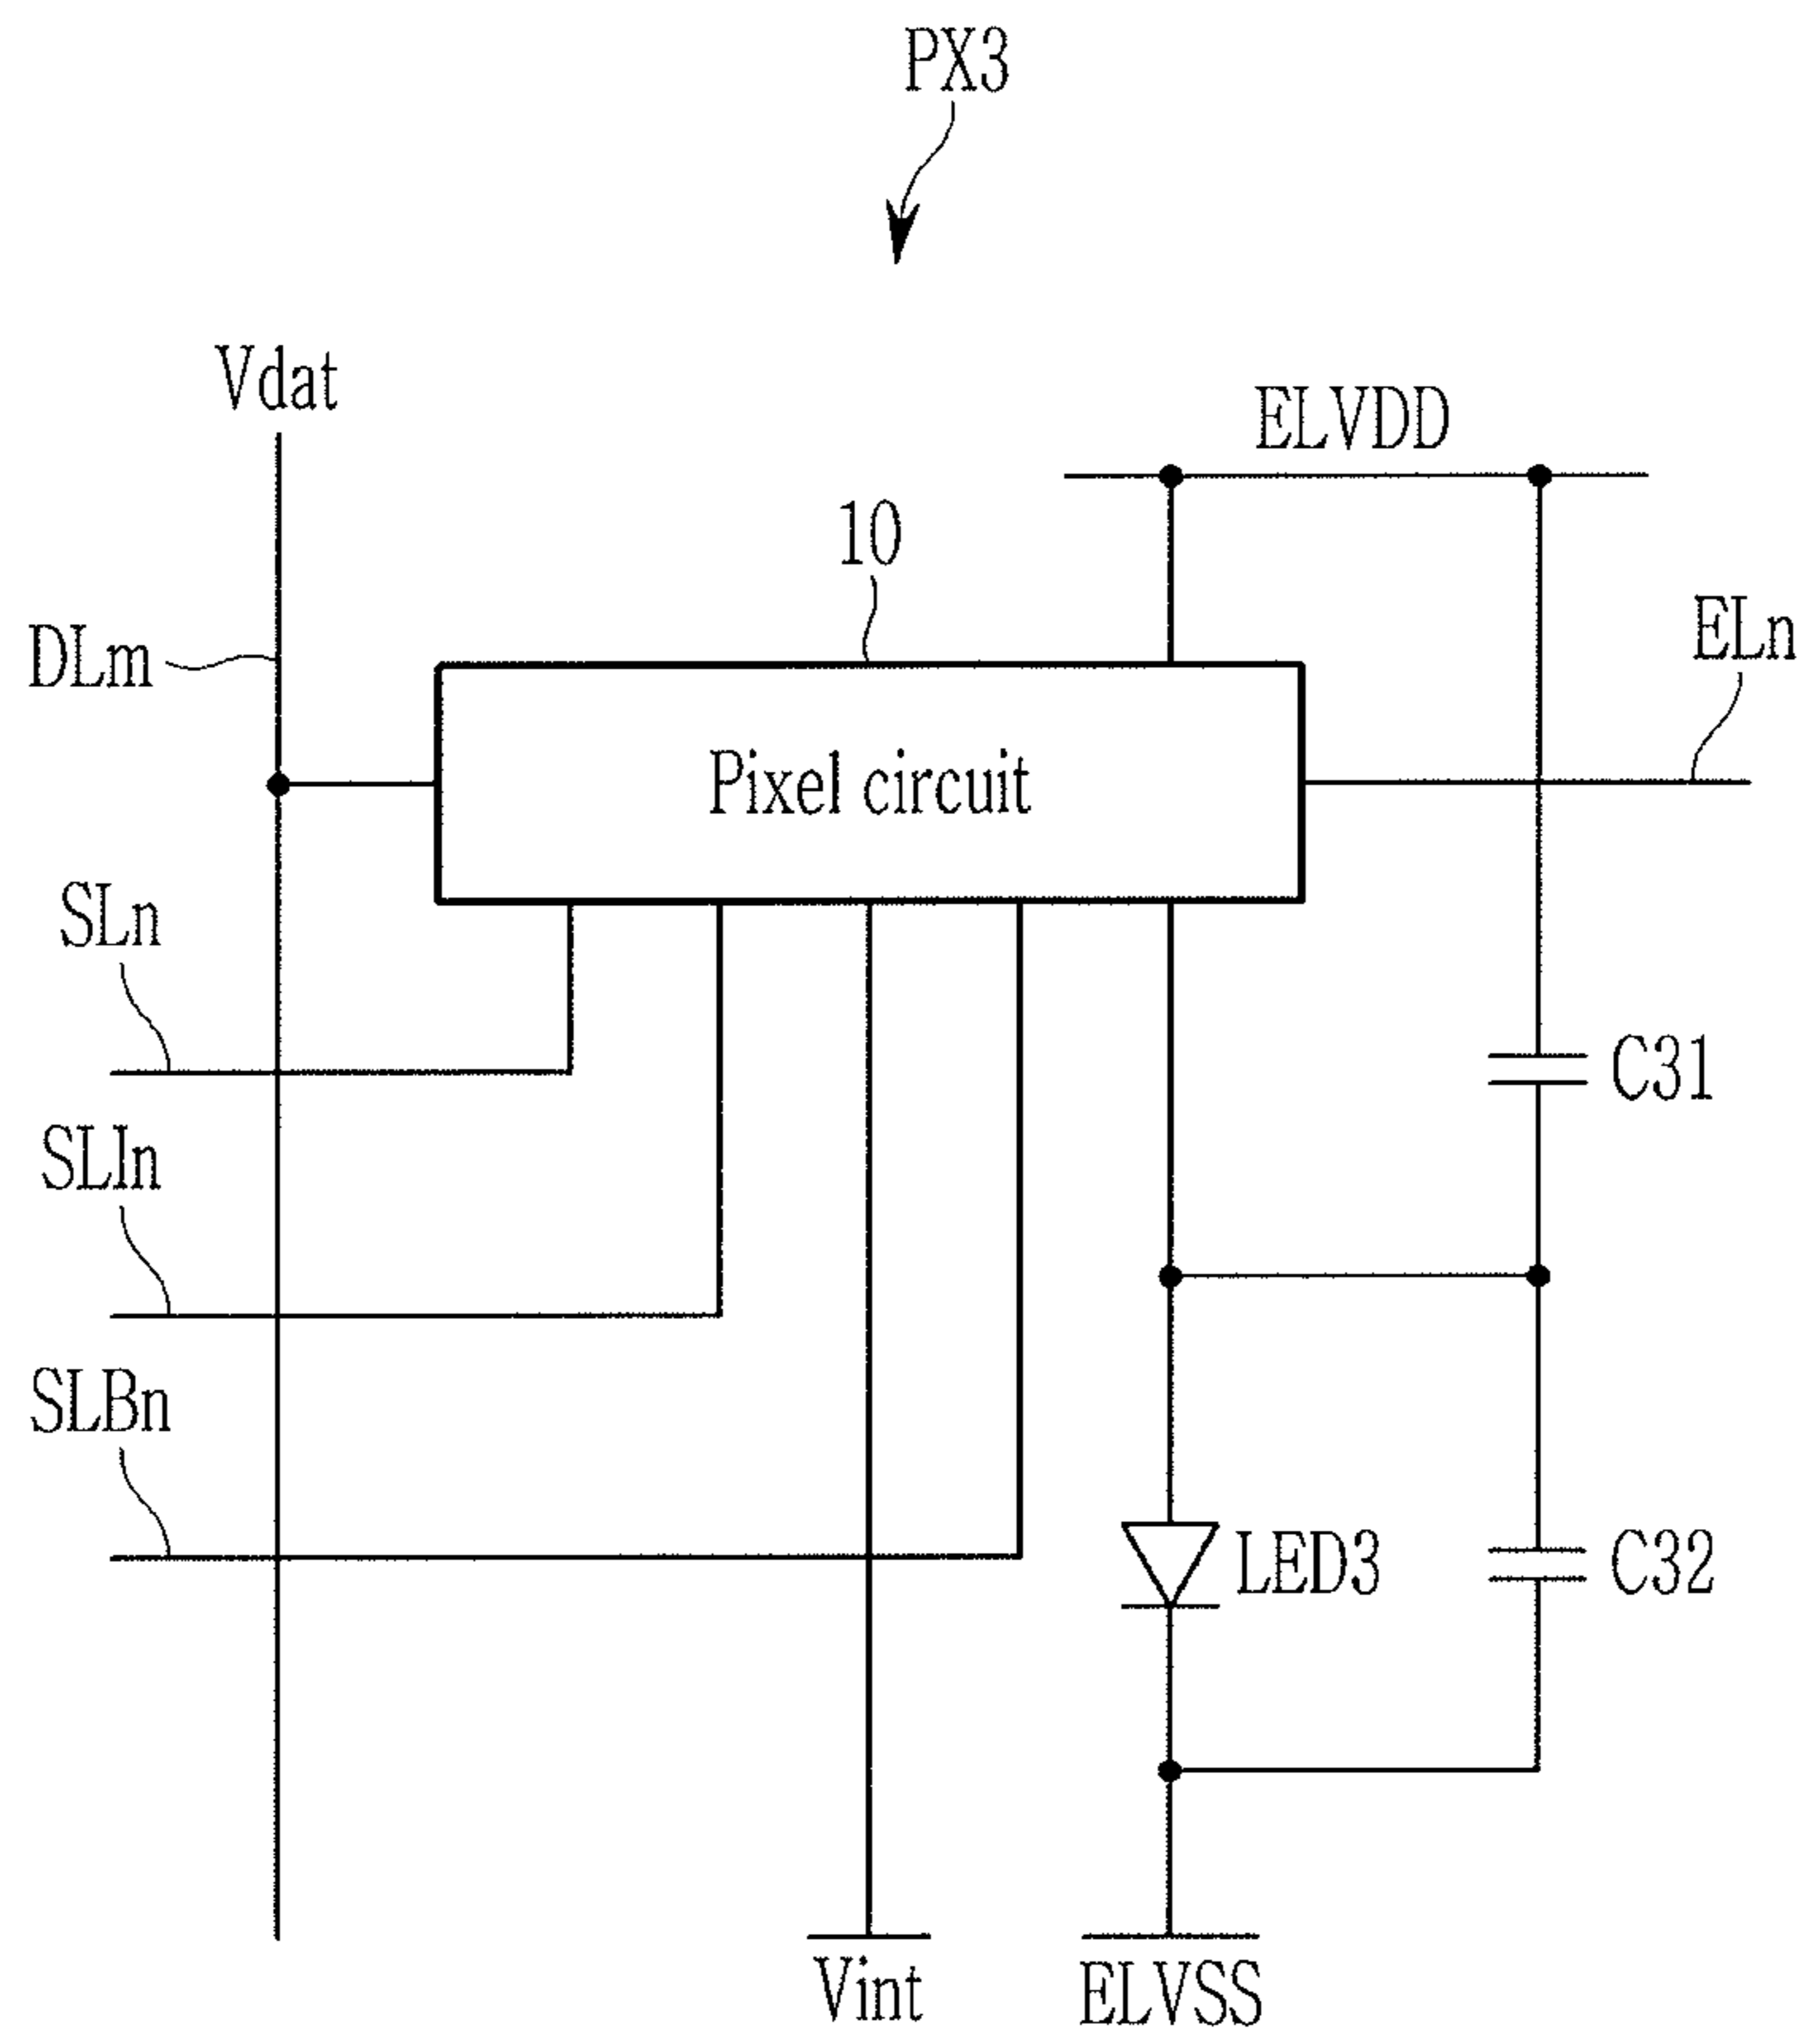 PX3
Vdat
ELVDD
10
DLm
ELn
Pixel circuit
SLn
C31
SLIn
SLBn
LED3
C32
Vint
ELVSS